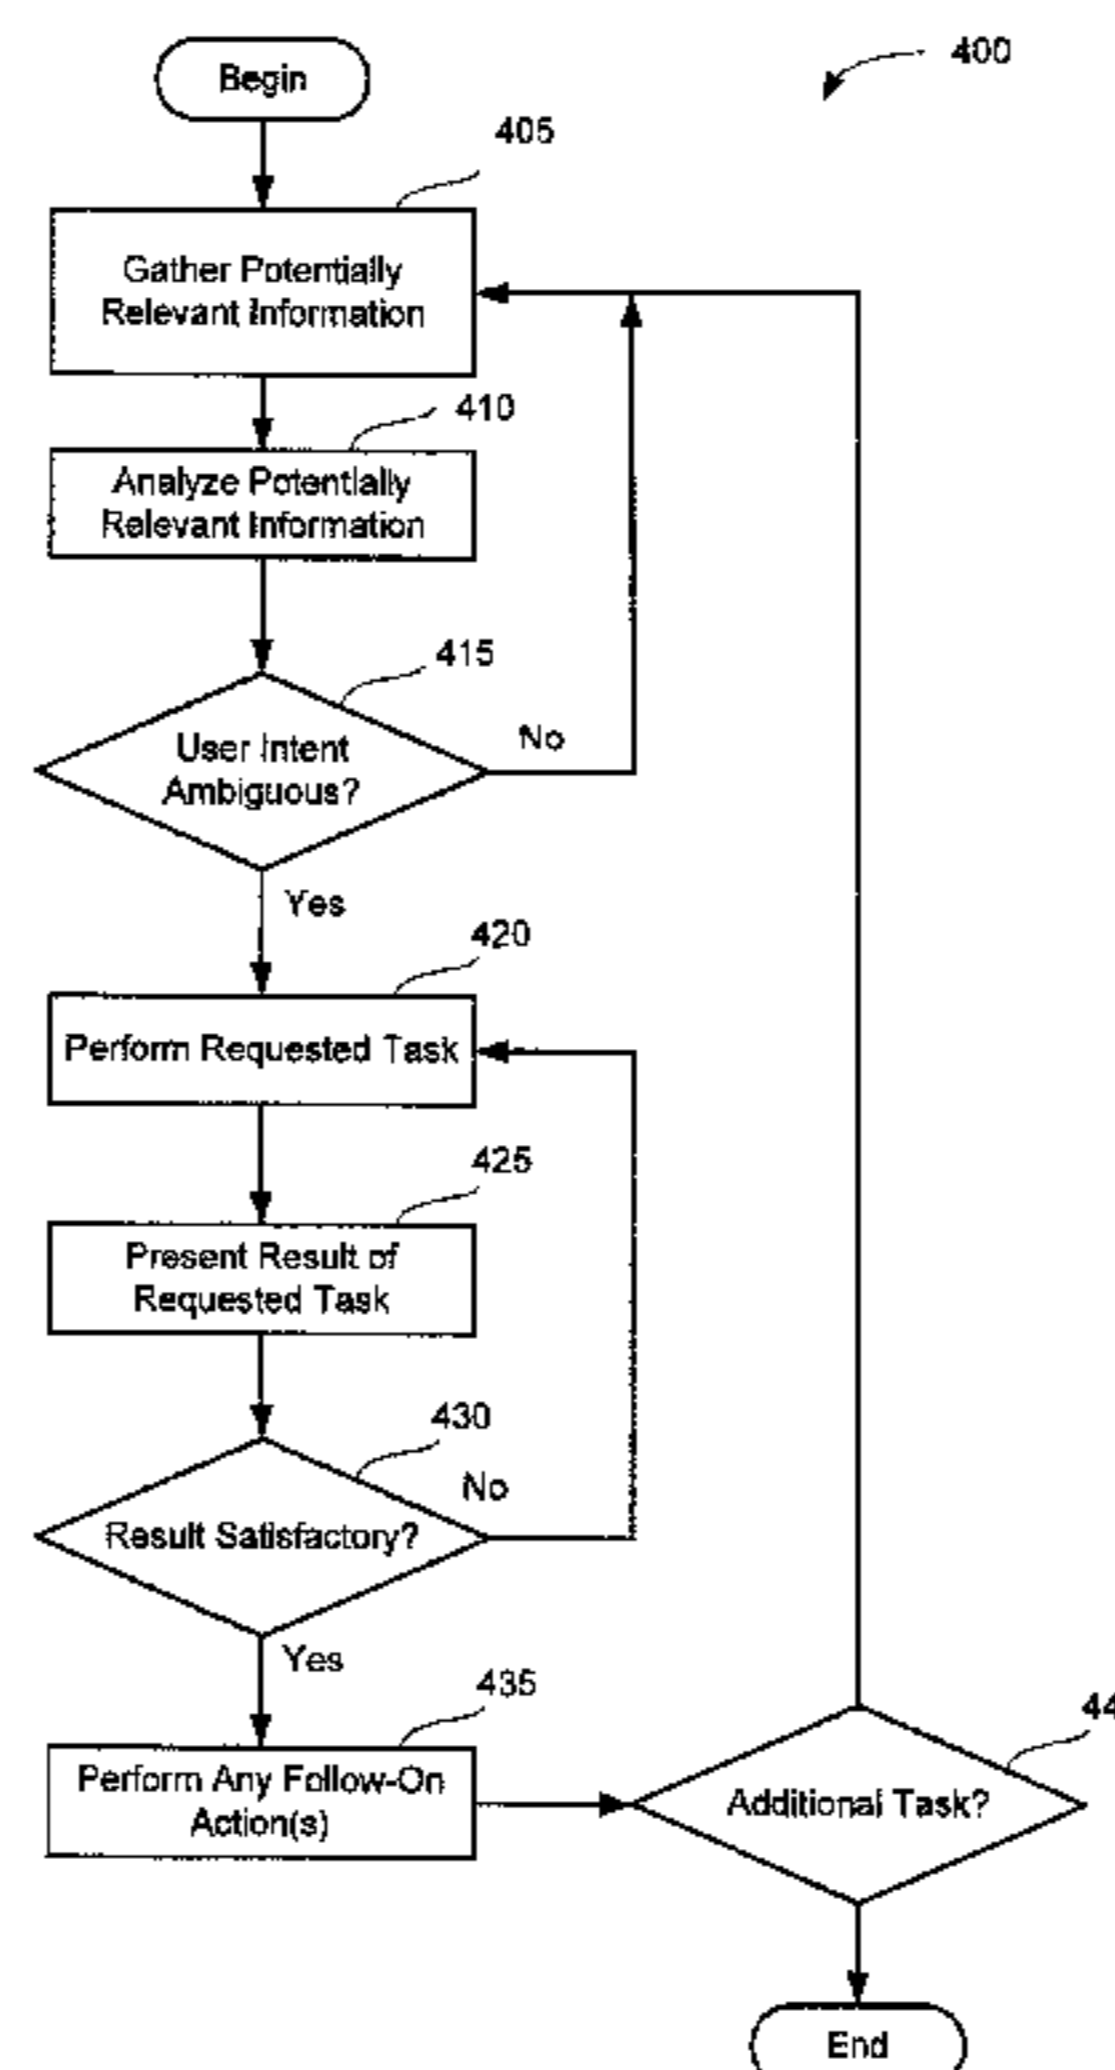 Begin
400
405
Gather Potentially
Relevant Information
410
Analyze Potentially
Relevant Information
415
User Intent
Ambiguous?
No
Yes
420
Perform Requested Task
425
Present Result of
Requested Task
430
Result Satisfactory?
No
Yes
435
Perform Any Follow-On
Action(s)
44
Additional Task?
End